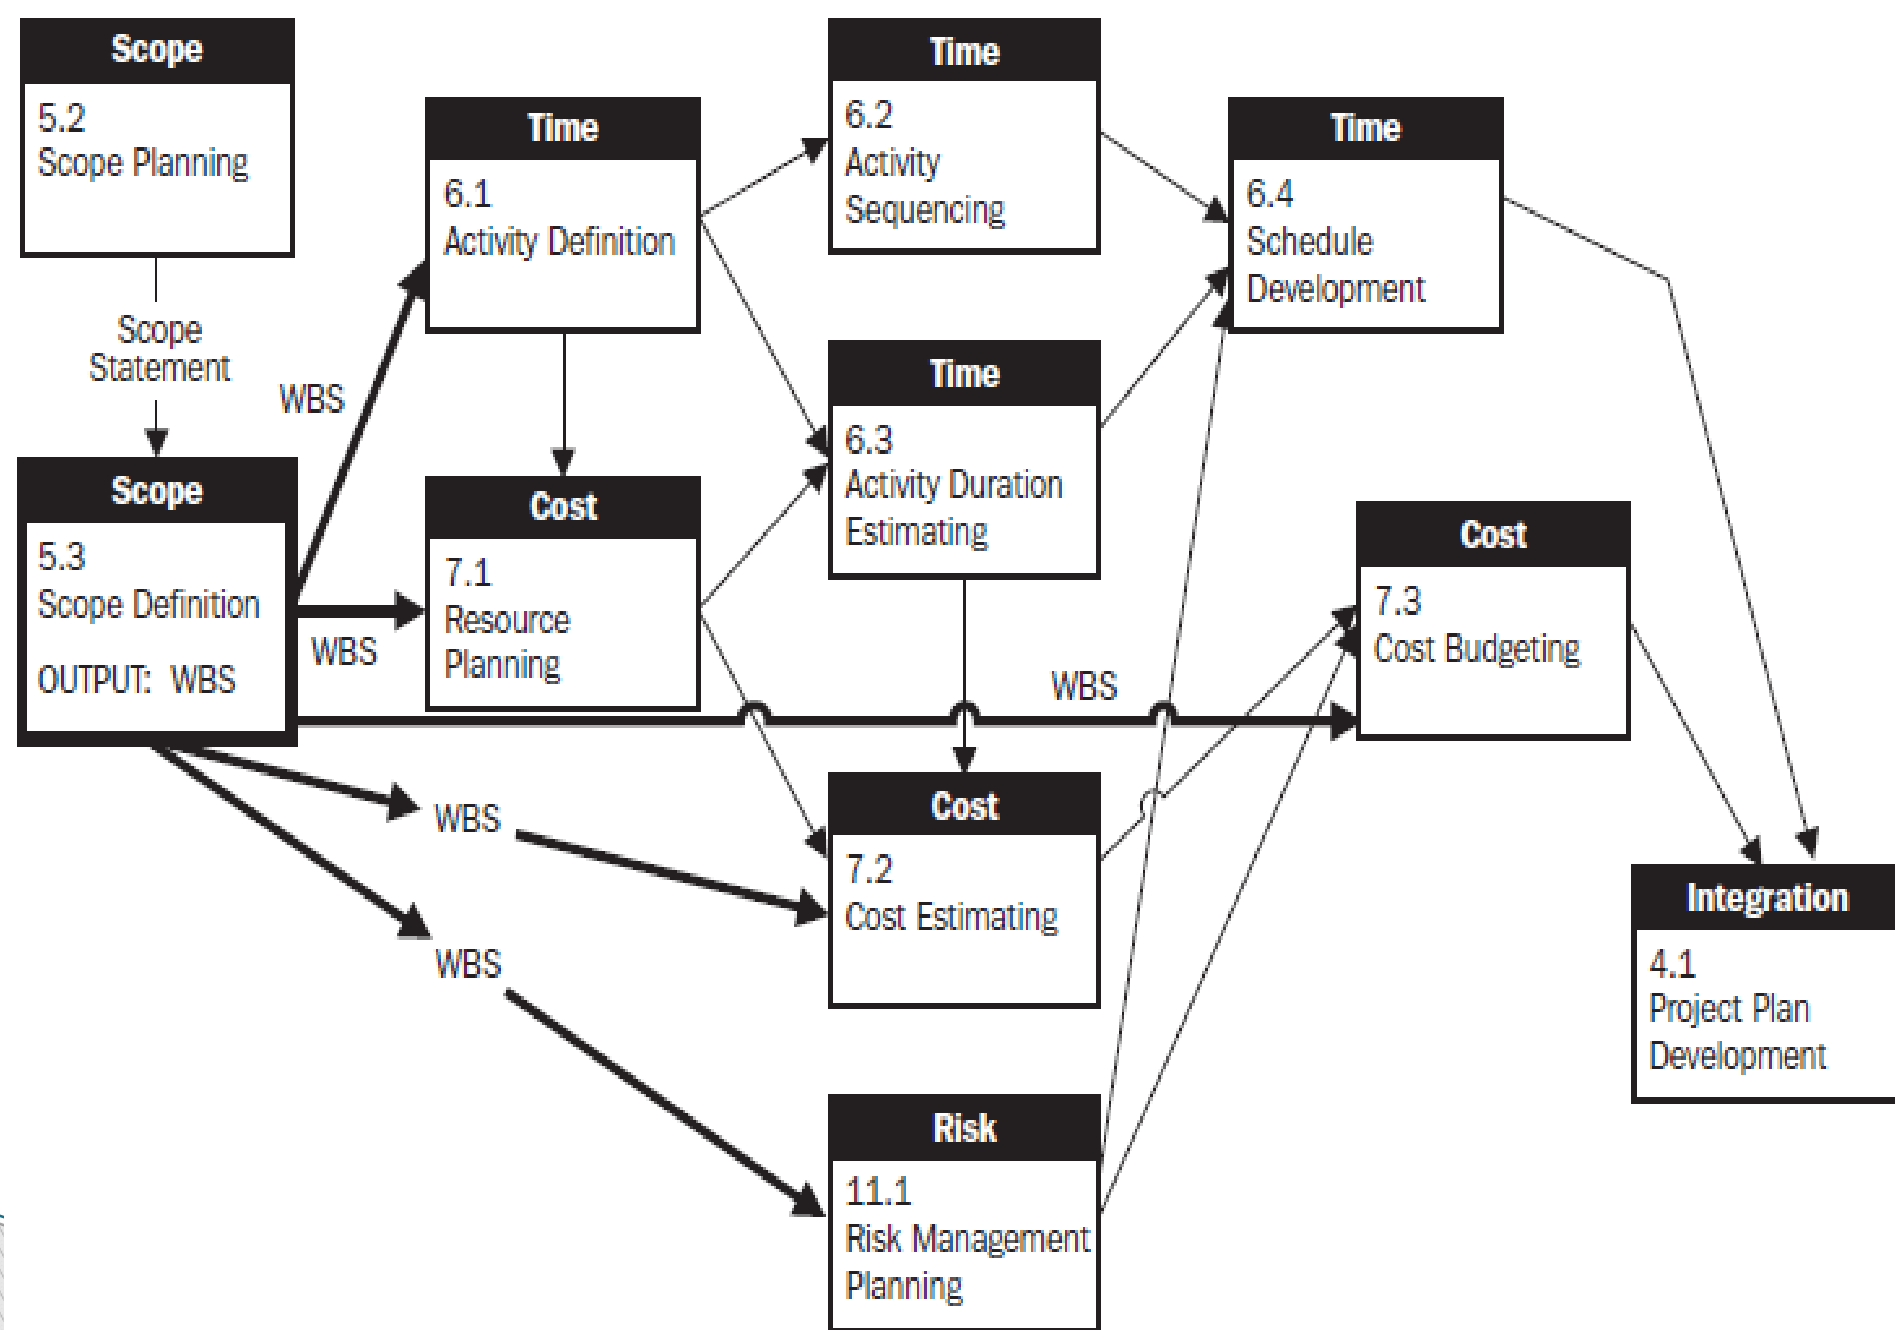 Scope
5.2
Scope Planning
Scope
Statement
Scope
5.3
Scope Definition
OUTPUT: WBS
WBS
WBS
WBS
WBS
WBS
Time
6.1
Activity Definition
Cost
7.1
Resource
Planning
Time
6.2
Activity
Sequencing
Time
6.3
Activity Duration
Estimating
Cost
7.2
Cost Estimating
Risk
11.1
Risk Management
Planning
Time
6.4
Schedule
Development
Cost
7.3
Cost Budgeting
Integration
4.1
Project Plan
Development